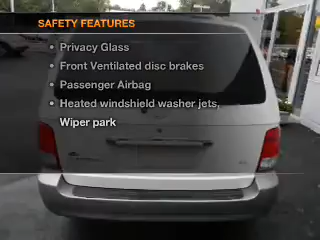 SAFETY FEATURES
• Privacy Glass
• Front Ventilated disc brakes
• Passenger Airbag
• Heated windshield washer jets,
Wiper park